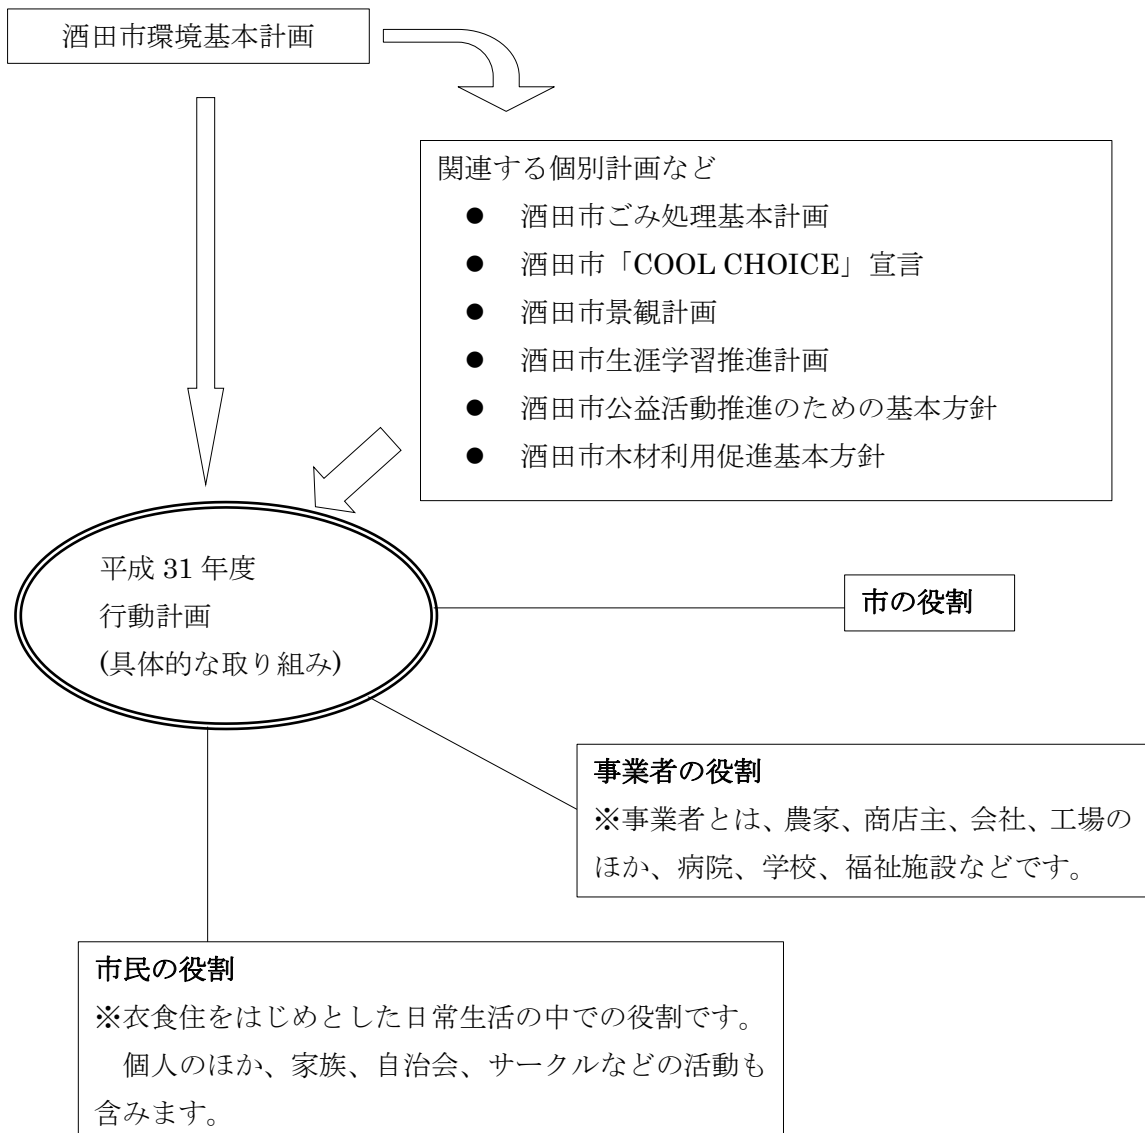 酒田市環境基本計画
関連する個別計画など
● 酒田市ごみ処理基本計画
● 酒田市「COOL CHOICE」宣言
● 酒田市景観計画
● 酒田市生涯学習推進計画
● 酒田市公益活動推進のための基本方針
● 酒田市木材利用促進基本方針
平成 31 年度
行動計画
(具体的な取り組み)
市の役割
事業者の役割
※事業者とは、農家、商店主、会社、工場の
ほか、病院、学校、福祉施設などです。
市民の役割
※衣食住をはじめとした日常生活の中での役割です。
個人のほか、家族、自治会、サークルなどの活動も
含みます。